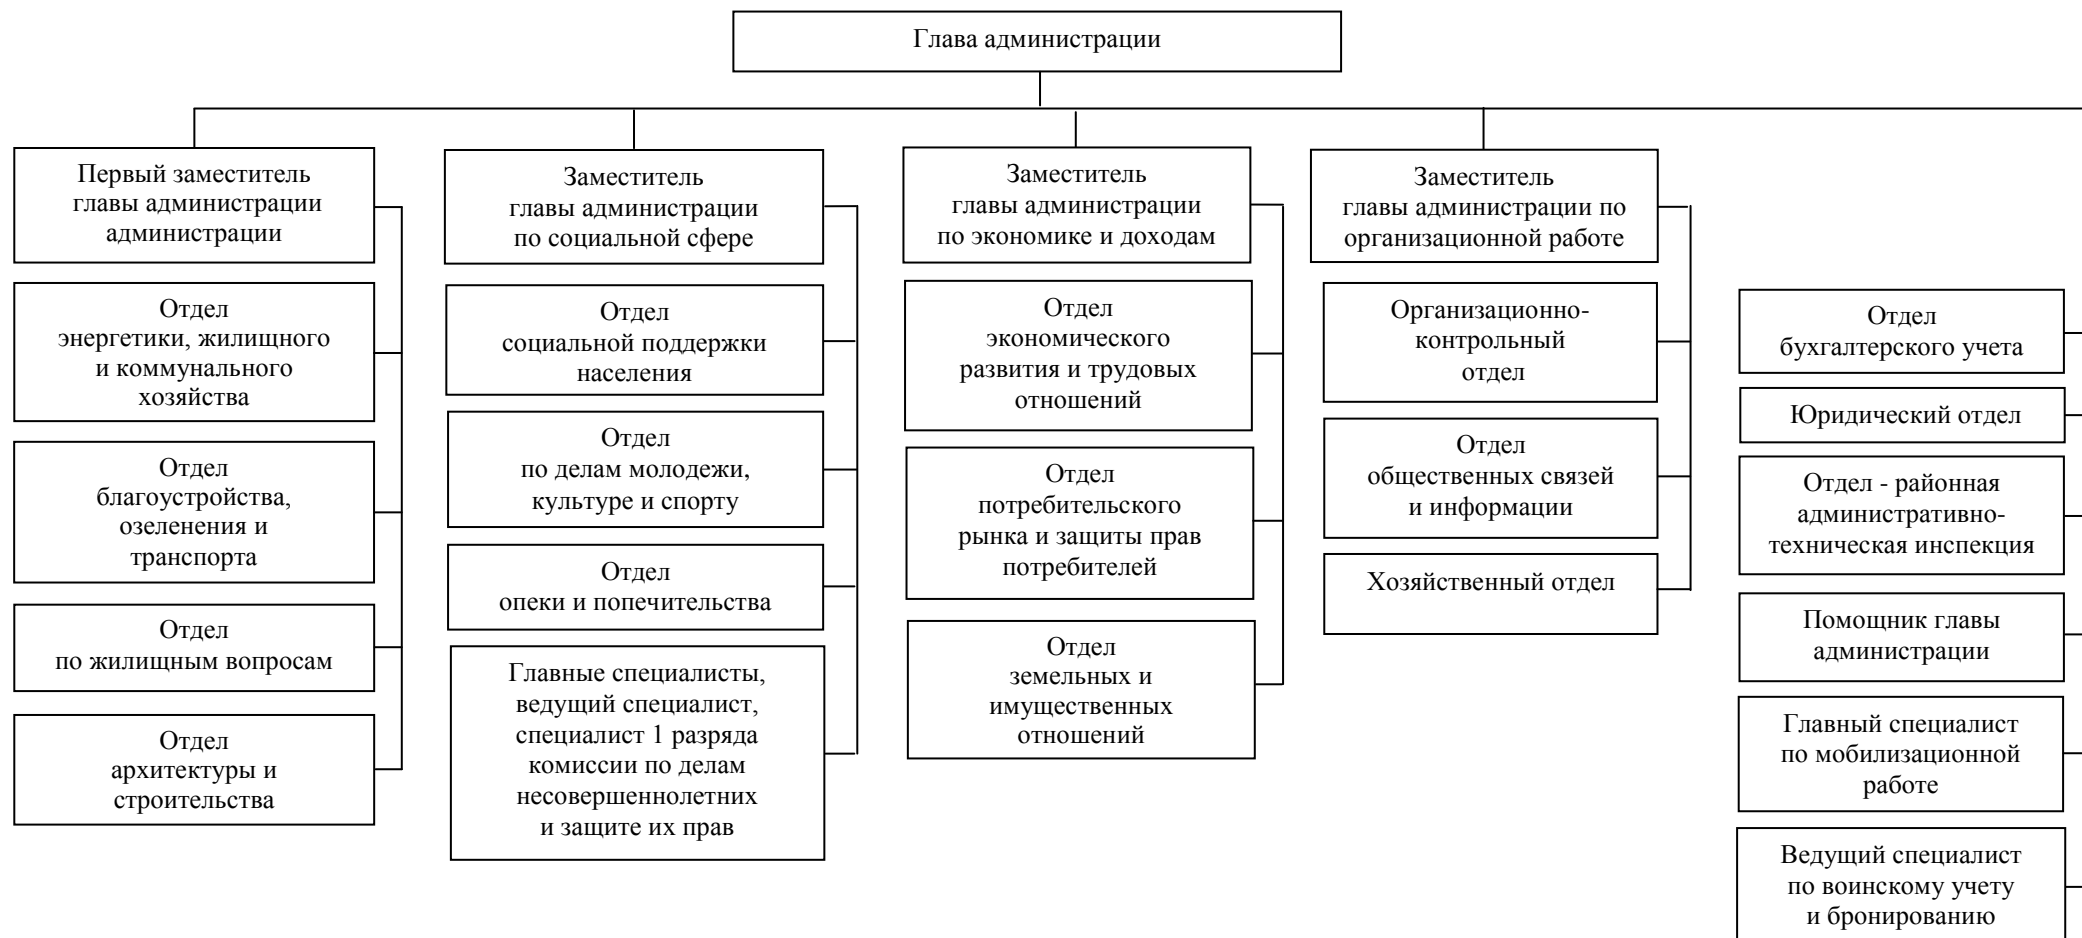 Глава администрации
Первый заместитель
главы администрации
администрации
Отдел
энергетики, жилищного
и коммунального
хозяйства
Отдел
благоустройства,
озеленения и
транспорта
Отдел
по жилищным вопросам
Отдел
архитектуры и
строительства
Заместитель
главы администрации
по социальной сфере
Отдел
социальной поддержки
населения
Отдел
по делам молодежи,
культуре и спорту
Отдел
опеки и попечительства
Главные специалисты,
ведущий специалист,
специалист 1 разряда
комиссии по делам
несовершеннолетних
и защите их прав
Заместитель
главы администрации
по экономике и доходам
Отдел
экономического
развития и трудовых
отношений
Отдел
потребительского
рынка и защиты прав
потребителей
Отдел
земельных и
имущественных
отношений
Заместитель
главы администрации по
организационной работе
Организационно-
контрольный
отдел
Отдел
общественных связей
и информации
Хозяйственный отдел
Отдел
бухгалтерского учета
Юридический отдел
Отдел - районная
административно-
техническая инспекция
Помощник главы
администрации
Главный специалист
по мобилизационной
работе
Ведущий специалист
по воинскому учету
и бронированию